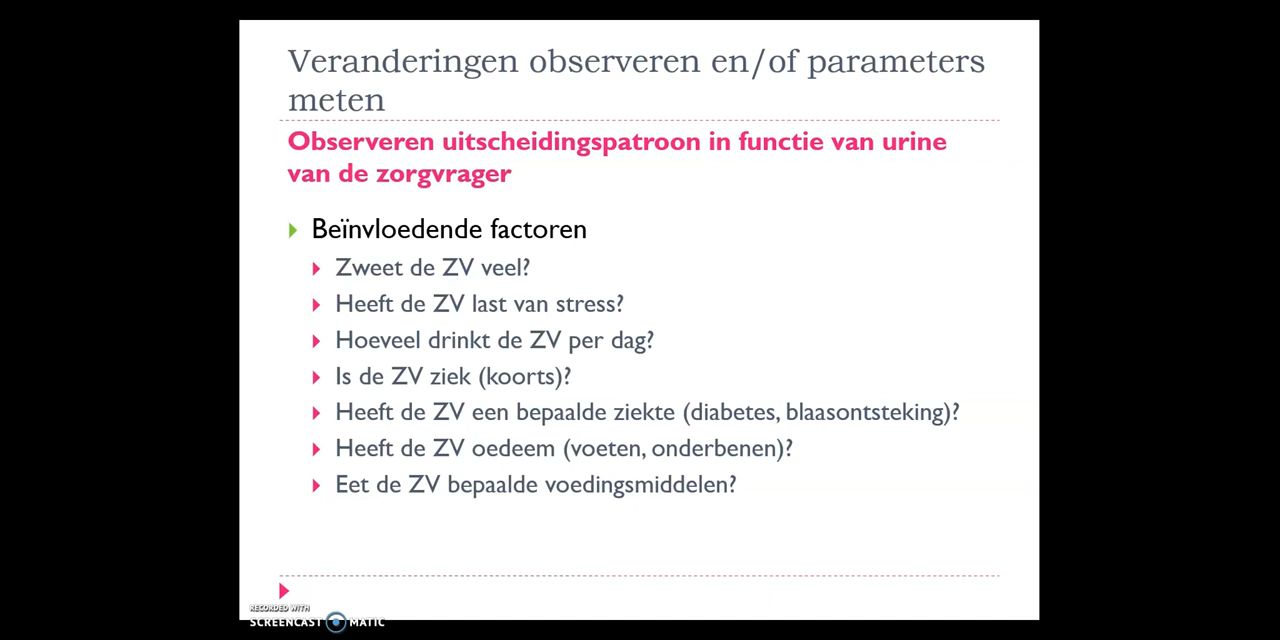 Veranderingen observeren en/of parameters
meten
Observeren uitscheidingspatroon in functie van urine
van de zorgvrager
Beïnvloedende factoren
Zweet de ZV veel?
Heeft de ZV last van stress?
Hoeveel drinkt de ZV per dag?
Is de ZV ziek (koorts)?
Heeft de ZV een bepaalde ziekte (diabetes, blaasontsteking)?
Heeft de ZV oedeem (voeten, onderbenen)?
Eet de ZV bepaalde voedingsmiddelen?
RECORDED WITH
SCREENCAST MATIC